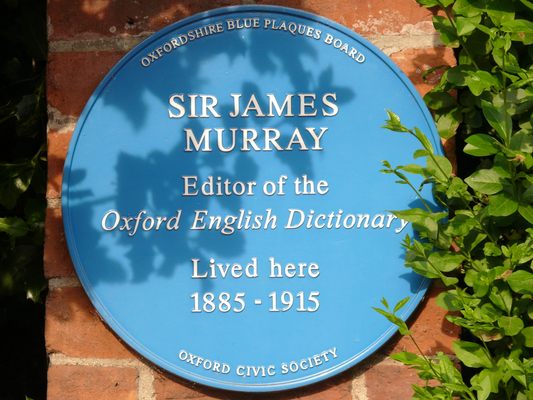 OXFORDSHIRE BLUE PLAQUES BOARD
SIR JAMES
MURRAY
Editor of the
Oxford English Dictionary
Lived here
1885 - 1915
OXFORD CIVIC SOCIETY